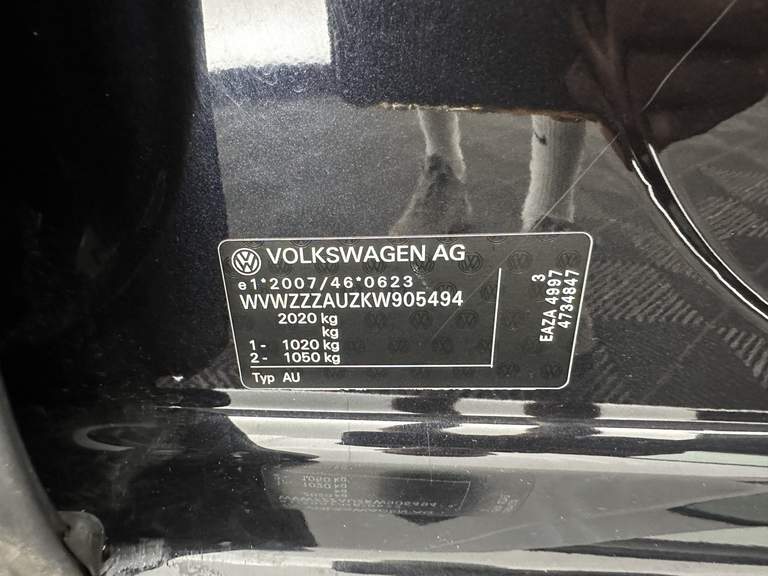 VOLKSWAGEN AG
e1*2007/46*0623
WVWZZZAUZKW905494
2020 kg
kg
1- 1020 kg
2- 1050 kg
Typ AU
3
EAZA 4997
4734847